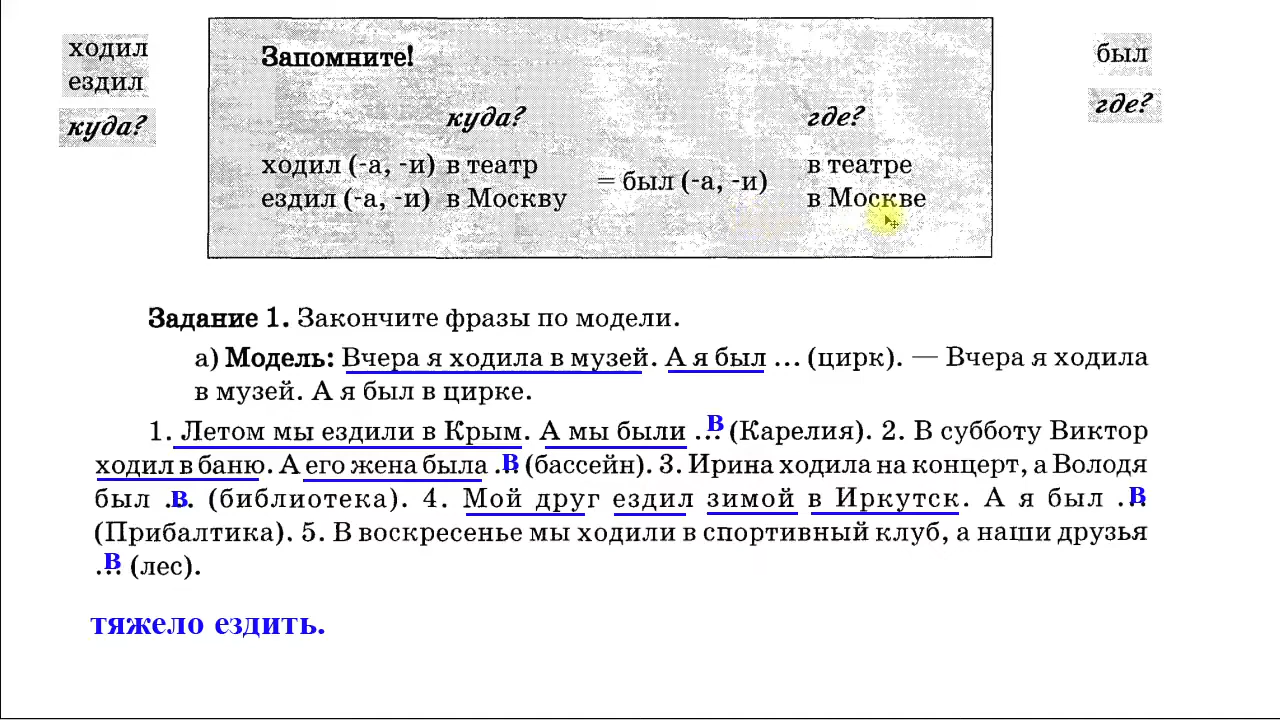 ходил
ездил
куда?
Запомните!
куда? где?
ходил (-а, -и) в театр
ездил (-а, -и) в Москву
= был (-а, -и)
в театре
в Москве
был
где?
Задание 1. Закончите фразы по модели.
а) Модель: Вчера я ходила в музей. А я был ... (цирк). — Вчера я ходила
в музей. А я был в цирке.
1. Летом мы ездили в Крым. А мы были ... в (Карелия). 2. В субботу Виктор
ходил в баню. А его жена была ... в (бассейн). 3. Ирина ходила на концерт, а Володя
был ... в (библиотека). 4. Мой друг ездил зимой в Иркутск. А я был ... в
(Прибалтика). 5. В воскресенье мы ходили в спортивный клуб, а наши друзья
... в (лес).
тяжело ездить.